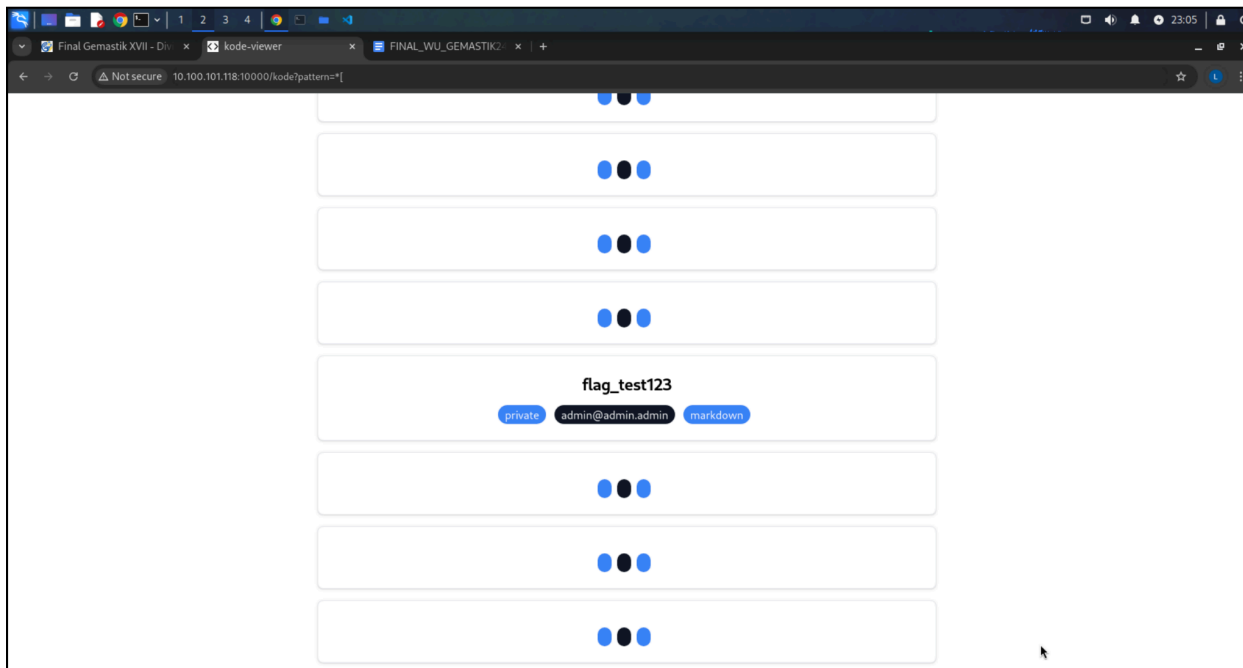 1 2 3 4 23:05
Final Gemastik XVII - Div kode-viewer FINAL_WU_GEMASTIK24
Not secure 10.100.101.118:10000/kode?pattern=*[ L
flag_test123
private admin@admin.admin markdown